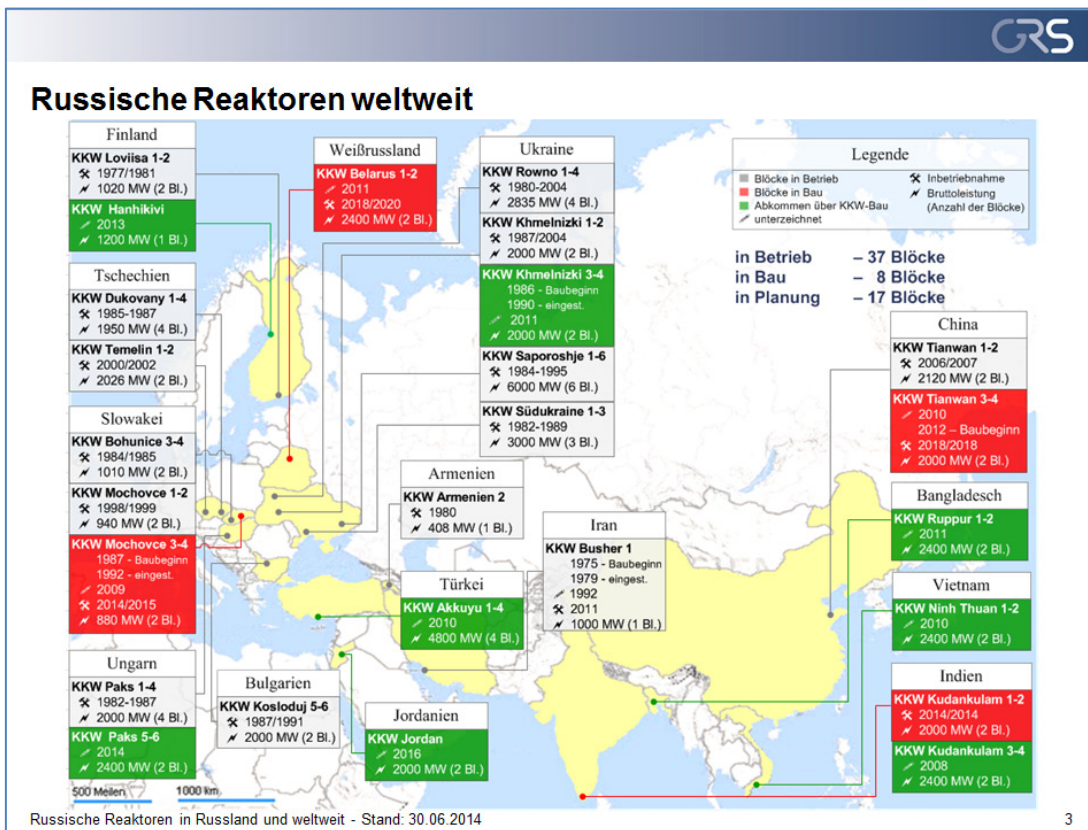 GRS
Russische Reaktoren weltweit
Finland
KKW Loviisa 1-2
1977/1981
1020 MW (2 Bl.)
KKW Hanhikivi
2013
1200 MW (1 Bl.)
Tschechien
KKW Dukovany 1-4
1985-1987
1950 MW (4 Bl.)
KKW Temelin 1-2
2000/2002
2026 MW (2 Bl.)
Slowakei
KKW Bohunice 3-4
1984/1985
1010 MW (2 Bl.)
KKW Mochovce 1-2
1998/1999
940 MW (2 Bl.)
KKW Mochovce 3-4
1987 - Baubeginn
1992 - eingest.
2009
2014/2015
880 MW (2 Bl.)
Ungarn
KKW Paks 1-4
1982-1987
2000 MW (4 Bl.)
KKW Paks 5-6
2014
2400 MW (2 Bl.)
Weißrussland
KKW Belarus 1-2
2011
2018/2020
2400 MW (2 Bl.)
Ukraine
KKW Rowno 1-4
1980-2004
2835 MW (4 Bl.)
KKW Khmelnizki 1-2
1987/2004
2000 MW (2 Bl.)
KKW Khmelnizki 3-4
1986 - Baubeginn
1990 - eingest.
2011
2000 MW (2 Bl.)
KKW Saporoshje 1-6
1984-1995
6000 MW (6 Bl.)
KKW Südukraine 1-3
1982-1989
3000 MW (3 Bl.)
Legende
Blöcke in Betrieb
Blöcke in Bau
Abkommen über KKW-Bau
unterzeichnet
Inbetriebnahme
Bruttoleistung
(Anzahl der Blöcke)
in Betrieb – 37 Blöcke
in Bau – 8 Blöcke
in Planung – 17 Blöcke
China
KKW Tianwan 1-2
2006/2007
2120 MW (2 Bl.)
KKW Tianwan 3-4
2010
2012 – Baubeginn
2018/2018
2000 MW (2 Bl.)
Armenien
KKW Armenien 2
1980
408 MW (1 Bl.)
Iran
KKW Busher 1
1975 - Baubeginn
1979 - eingest.
1992
2011
1000 MW (1 Bl.)
Bangladesch
KKW Ruppur 1-2
2011
2400 MW (2 Bl.)
Türkei
KKW Akkuyu 1-4
2010
4800 MW (4 Bl.)
Vietnam
KKW Ninh Thuan 1-2
2010
2400 MW (2 Bl.)
Bulgarien
KKW Kosloduj 5-6
1987/1991
2000 MW (2 Bl.)
Jordanien
KKW Jordan
2016
2000 MW (2 Bl.)
Indien
KKW Kudankulam 1-2
2014/2014
2000 MW (2 Bl.)
KKW Kudankulam 3-4
2008
2400 MW (2 Bl.)
500 Meilen
1000 km
Russische Reaktoren in Russland und weltweit - Stand: 30.06.2014
3